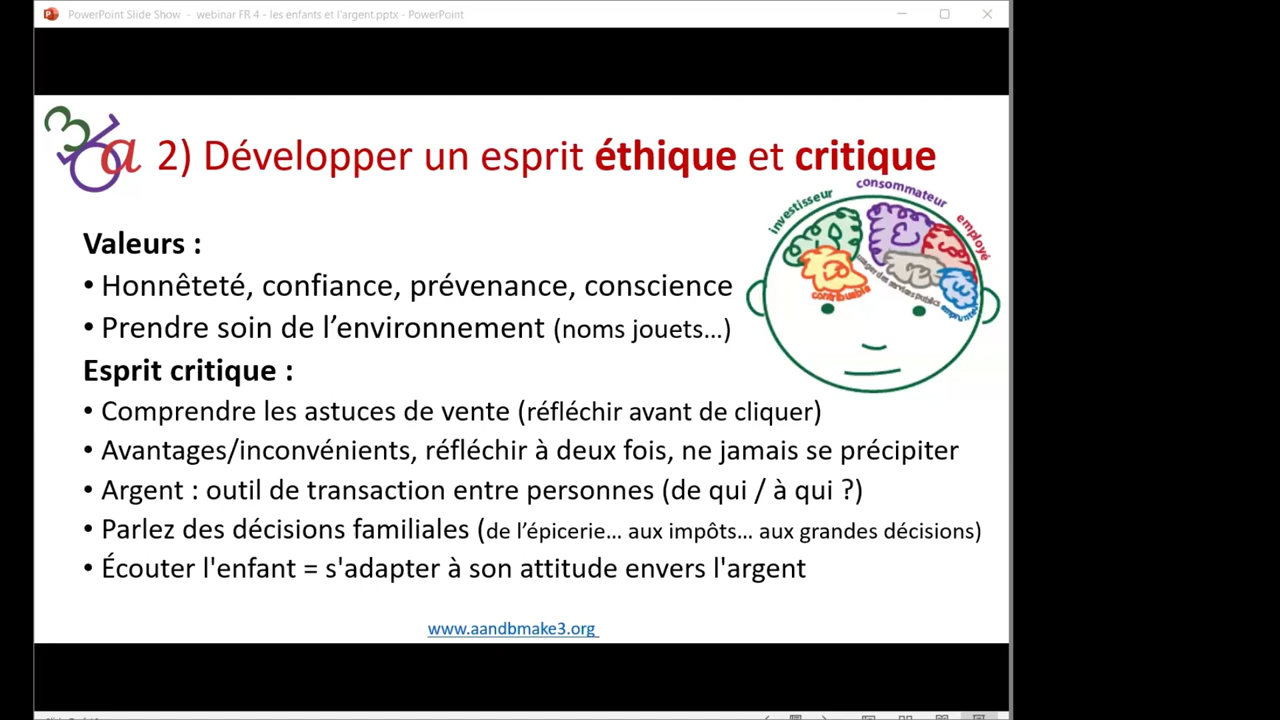 PowerPoint Slide Show - webinar FR 4 - les enfants et l'argent.pptx - PowerPoint
2) Développer un esprit éthique et critique
investisseur
consommateur
employé
contribuable
usager des services publics
Valeurs :
• Honnêteté, confiance, prévenance, conscience
• Prendre soin de l’environnement (noms jouets…)
Esprit critique :
• Comprendre les astuces de vente (réfléchir avant de cliquer)
• Avantages/inconvénients, réfléchir à deux fois, ne jamais se précipiter
• Argent : outil de transaction entre personnes (de qui / à qui ?)
• Parlez des décisions familiales (de l’épicerie… aux impôts… aux grandes décisions)
• Écouter l'enfant = s'adapter à son attitude envers l'argent
www.aandbmake3.org